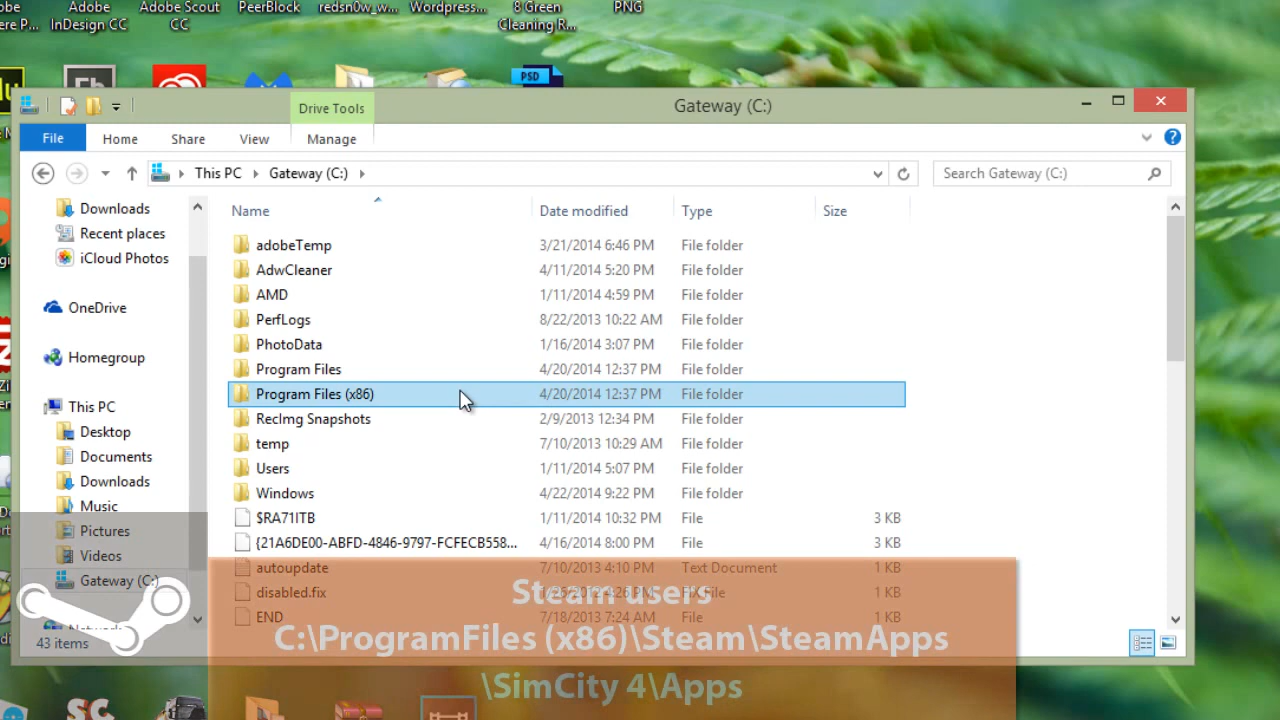 Adobe
Adobe Scout
PeerBlock
redsn0w_w...
Wordpress...
8 Green
PNG
InDesign CC
CC
Cleaning R...
PSD
Drive Tools
Gateway (C:)
File
Home
Share
View
Manage
This PC
Gateway (C:)
Search Gateway (C:)
Name
Date modified
Type
Size
Downloads
Recent places
iCloud Photos
OneDrive
Homegroup
This PC
Desktop
Documents
Downloads
Music
Pictures
Videos
Gateway (C:)
43 items
adobeTemp 3/21/2014 6:46 PM File folder
AdwCleaner 4/11/2014 5:20 PM File folder
AMD 1/11/2014 4:59 PM File folder
PerfLogs 8/22/2013 10:22 AM File folder
PhotoData 1/16/2014 3:07 PM File folder
Program Files 4/20/2014 12:37 PM File folder
Program Files (x86) 4/20/2014 12:37 PM File folder
RecImg Snapshots 2/9/2013 12:34 PM File folder
temp 7/10/2013 10:29 AM File folder
Users 1/11/2014 5:07 PM File folder
Windows 4/22/2014 9:22 PM File folder
$RA71ITB 1/11/2014 10:32 PM File 3 KB
{21A6DE00-ABFD-4846-9797-FCFECB558... 4/16/2014 8:00 PM File 3 KB
autoupdate 7/10/2013 4:10 PM Text Document 1 KB
disabled.fix File 1 KB
END 7/18/2013 7:24 AM File 1 KB
Steam users
C:\ProgramFiles (x86)\Steam\SteamApps
\SimCity 4\Apps
SC